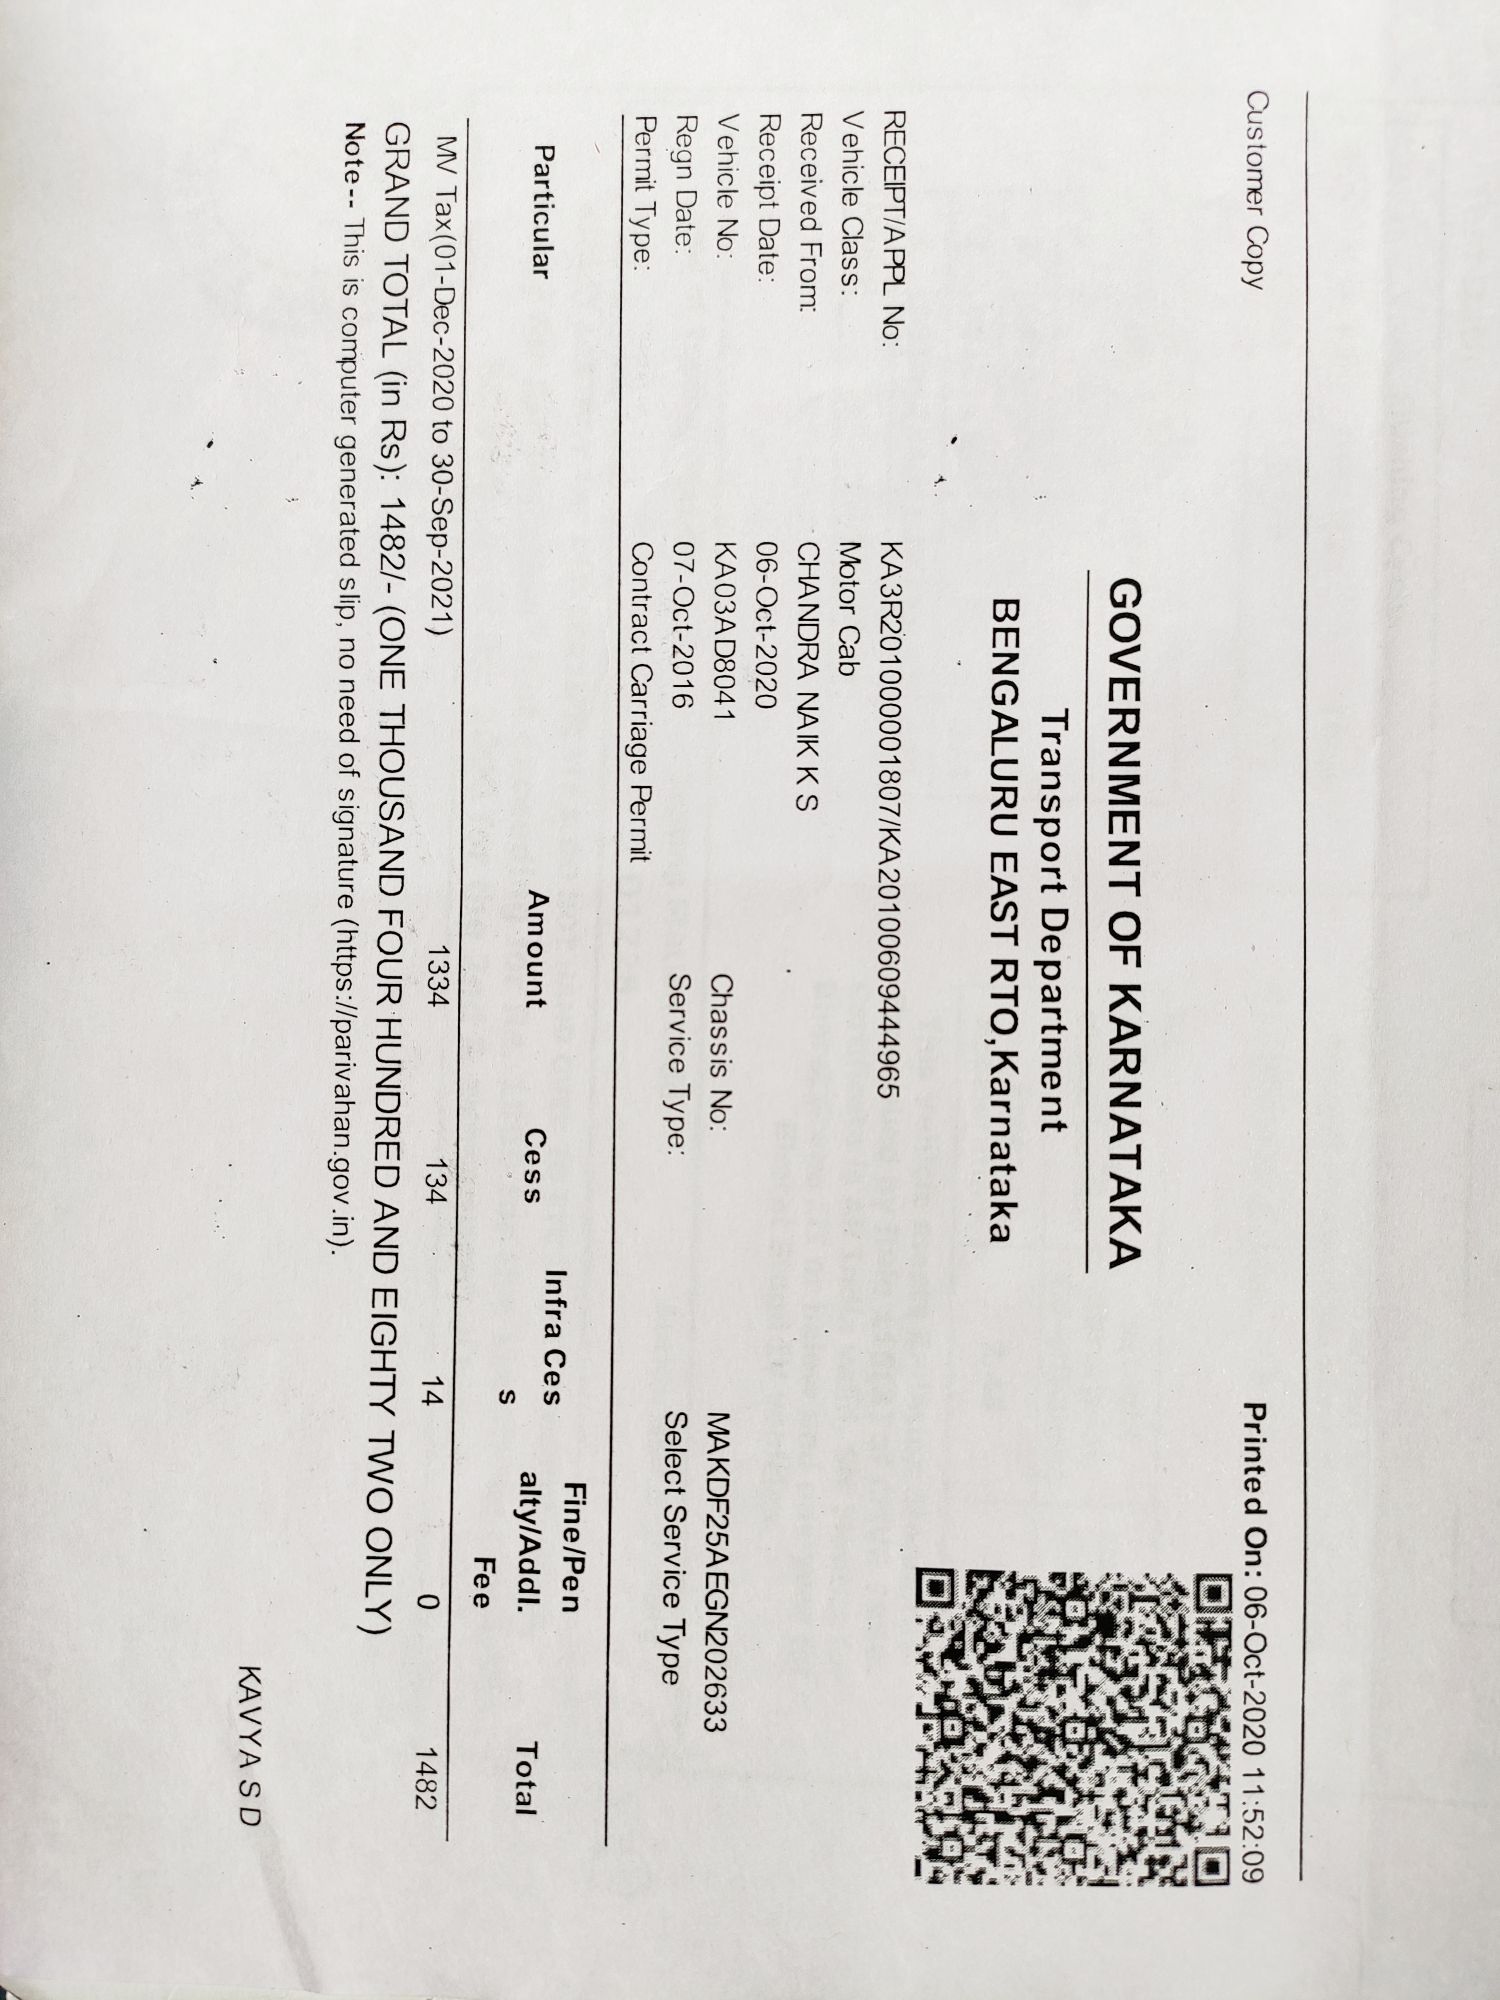 Customer Copy Printed On: 06-Oct-2020 11:52:09
GOVERNMENT OF KARNATAKA
Transport Department
BENGALURU EAST RTO,Karnataka
RECEIPT/APPL No: KA3R201000001807/KA20100609444965
Vehicle Class: Motor Cab
Received From: CHANDRA NAIK K S
Receipt Date: 06-Oct-2020
Vehicle No: KA03AD8041 Chassis No: MAKDF25AEGN202633
Regn Date: 07-Oct-2016 Service Type: Select Service Type
Permit Type: Contract Carriage Permit
Particular Amount Cess Infra Ces
s Fine/Pen
alty/Addl.
Fee Total
MV Tax(01-Dec-2020 to 30-Sep-2021) 1334 134 14 0 1482
GRAND TOTAL (in Rs): 1482/- (ONE THOUSAND FOUR HUNDRED AND EIGHTY TWO ONLY)
Note-- This is computer generated slip, no need of signature (https://parivahan.gov.in).
KAVYA S D